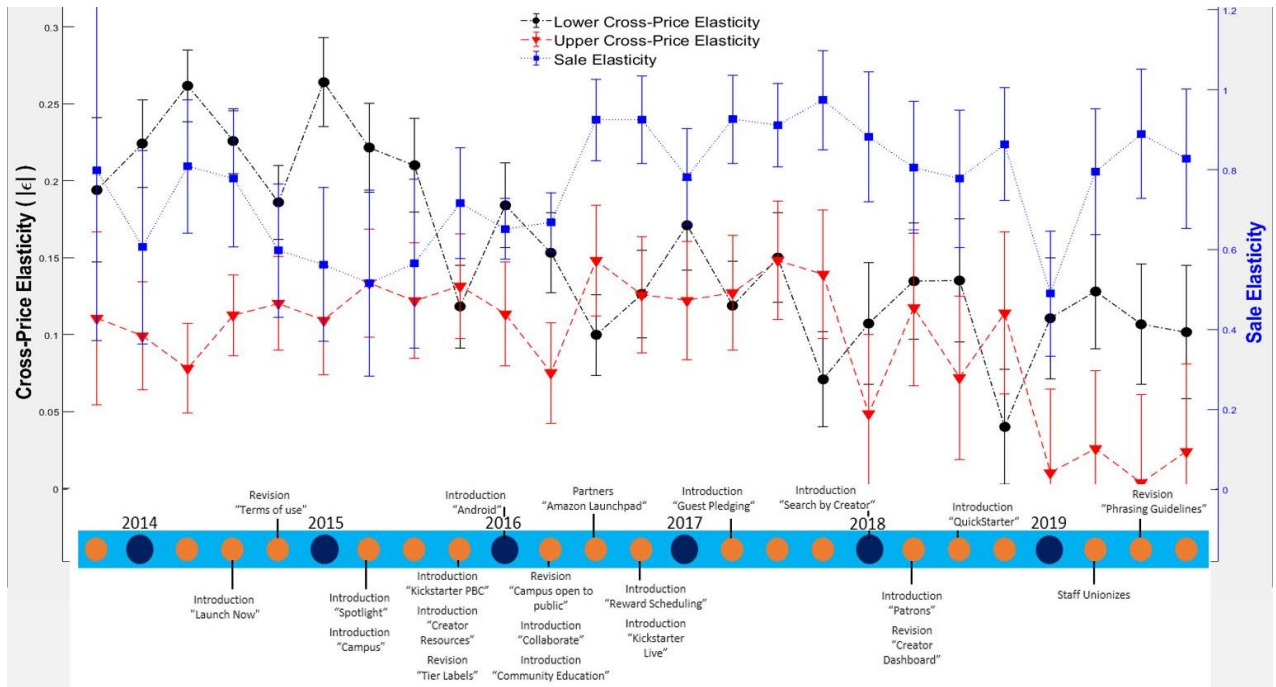 Lower Cross-Price Elasticity
Upper Cross-Price Elasticity
Sale Elasticity
Cross-Price Elasticity ( |ϵ| )
0.3
0.25
0.2
0.15
0.1
0.05
0
Sale Elasticity
1.2
1
0.8
0.6
0.4
0.2
0
Revision
"Terms of use"
Introduction
"Android"
Partners
"Amazon Launchpad"
Introduction
"Guest Pledging"
Introduction
"Search by Creator"
Introduction
"QuickStarter"
Revision
"Phrasing Guidelines"
2014
2015
2016
2017
2018
2019
Introduction
"Launch Now"
Introduction
"Spotlight"
Introduction
"Campus"
Introduction
"Kickstarter PBC"
Introduction
"Creator
Resources"
Revision
"Tier Labels"
Revision
"Campus open to
public"
Introduction
"Collaborate"
Introduction
"Community Education"
Introduction
"Reward Scheduling"
Introduction
"Kickstarter
Live"
Introduction
"Patrons"
Revision
"Creator
Dashboard"
Staff Unionizes